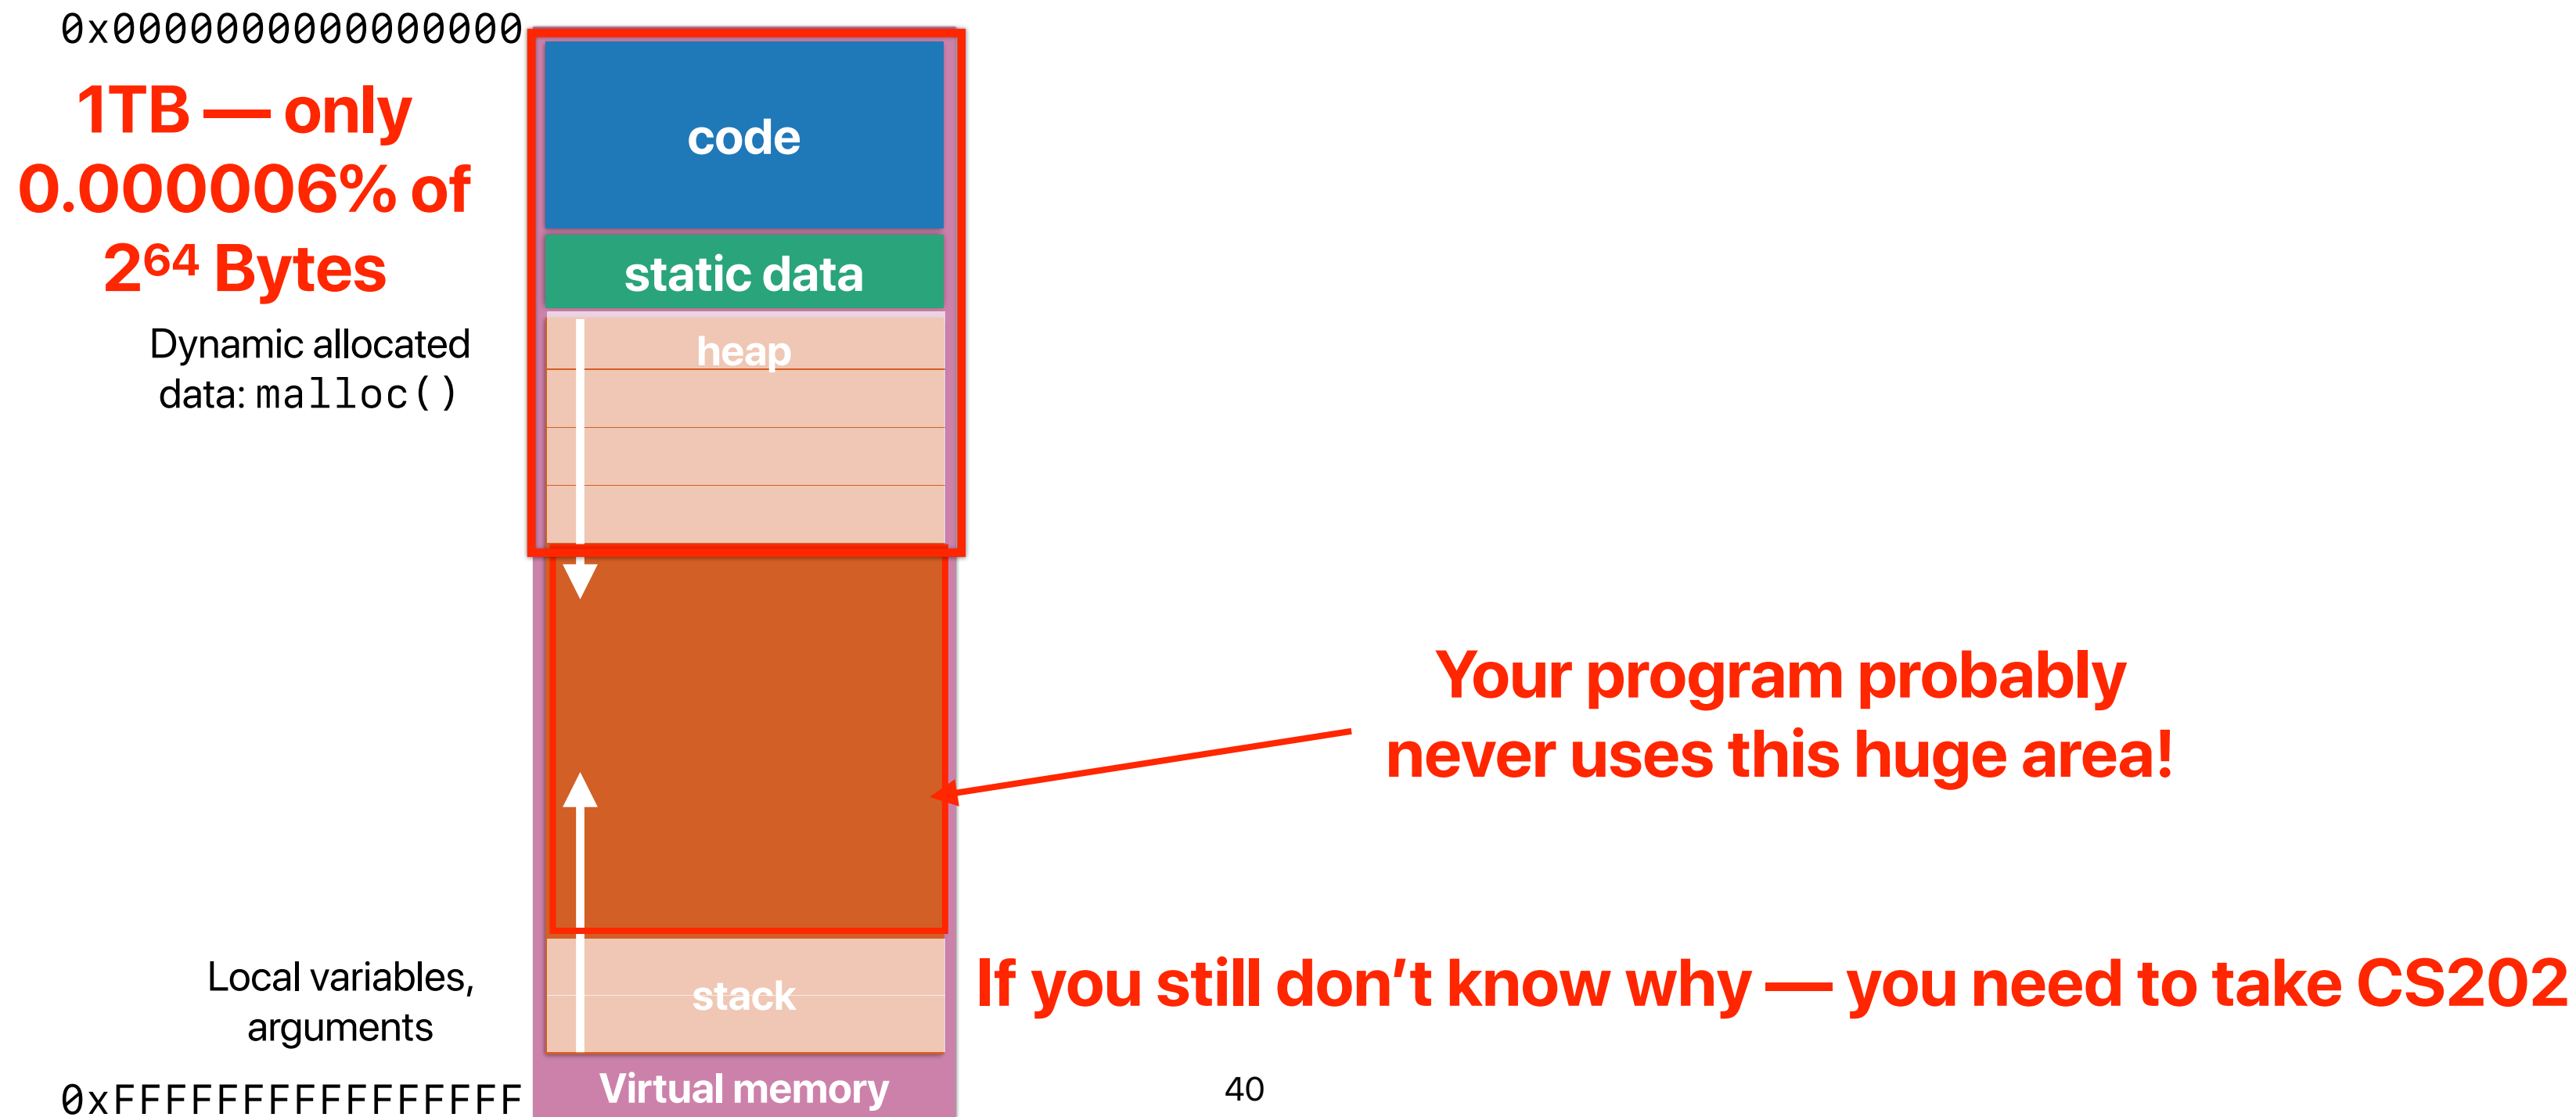 0x0000000000000000
1TB — only
0.000006% of
2⁶⁴ Bytes
code
static data
heap
Dynamic allocated
data: malloc()
Your program probably
never uses this huge area!
Local variables,
arguments
stack
If you still don’t know why — you need to take CS202
0xFFFFFFFFFFFFFFFF
Virtual memory
40